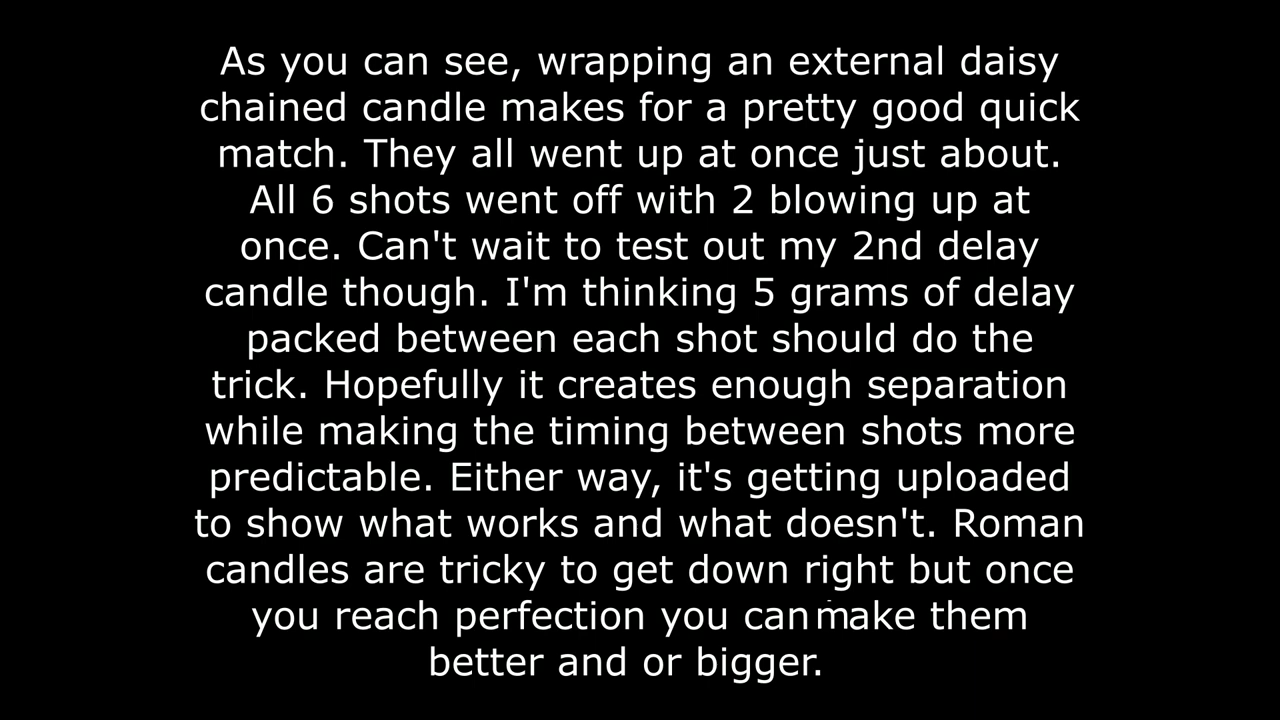 As you can see, wrapping an external daisy
chained candle makes for a pretty good quick
match. They all went up at once just about.
All 6 shots went off with 2 blowing up at
once. Can't wait to test out my 2nd delay
candle though. I'm thinking 5 grams of delay
packed between each shot should do the
trick. Hopefully it creates enough separation
while making the timing between shots more
predictable. Either way, it's getting uploaded
to show what works and what doesn't. Roman
candles are tricky to get down right but once
you reach perfection you can make them
better and or bigger.